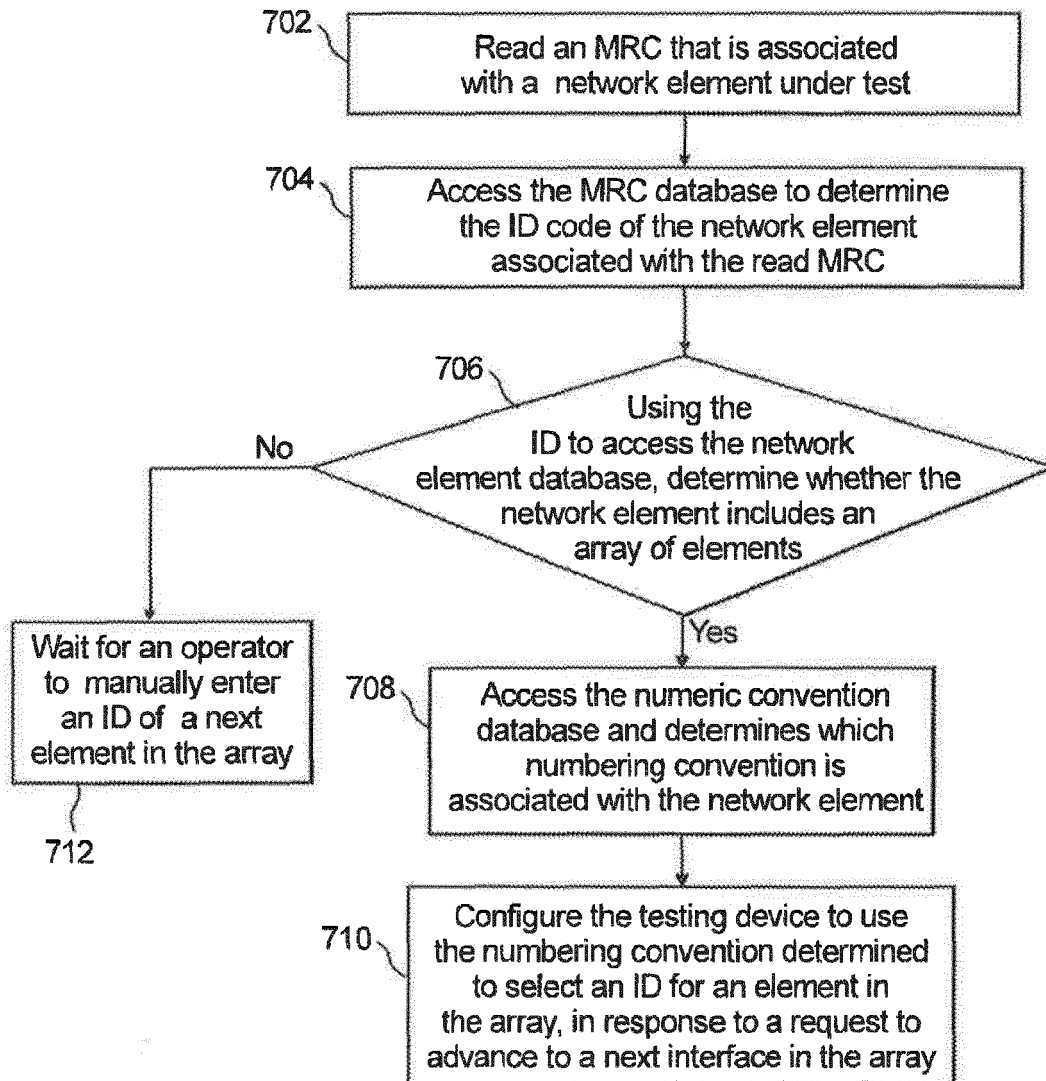 702
Read an MRC that is associated
with a network element under test
704
Access the MRC database to determine
the ID code of the network element
associated with the read MRC
706
Using the
ID to access the network
element database, determine whether the
network element includes an
array of elements
No
Yes
Wait for an operator
to manually enter
an ID of a next
element in the array
712
708
Access the numeric convention
database and determines which
numbering convention is
associated with the network element
710
Configure the testing device to use
the numbering convention determined
to select an ID for an element in
the array, in response to a request to
advance to a next interface in the array